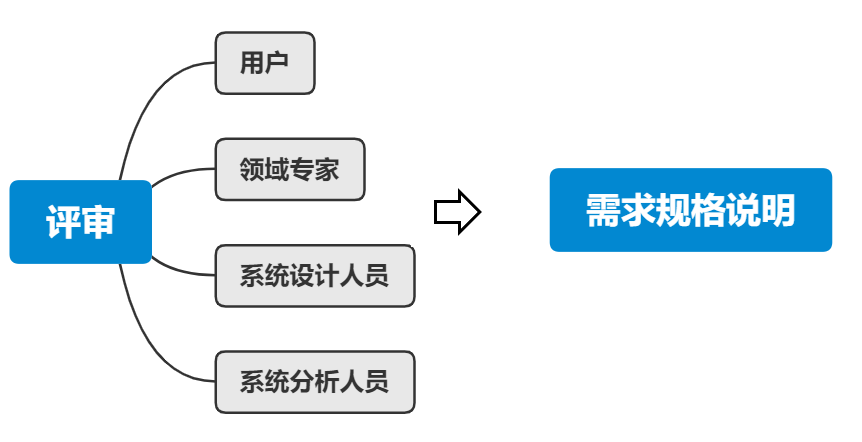 用户
领域专家
评审
需求规格说明
系统设计人员
系统分析人员